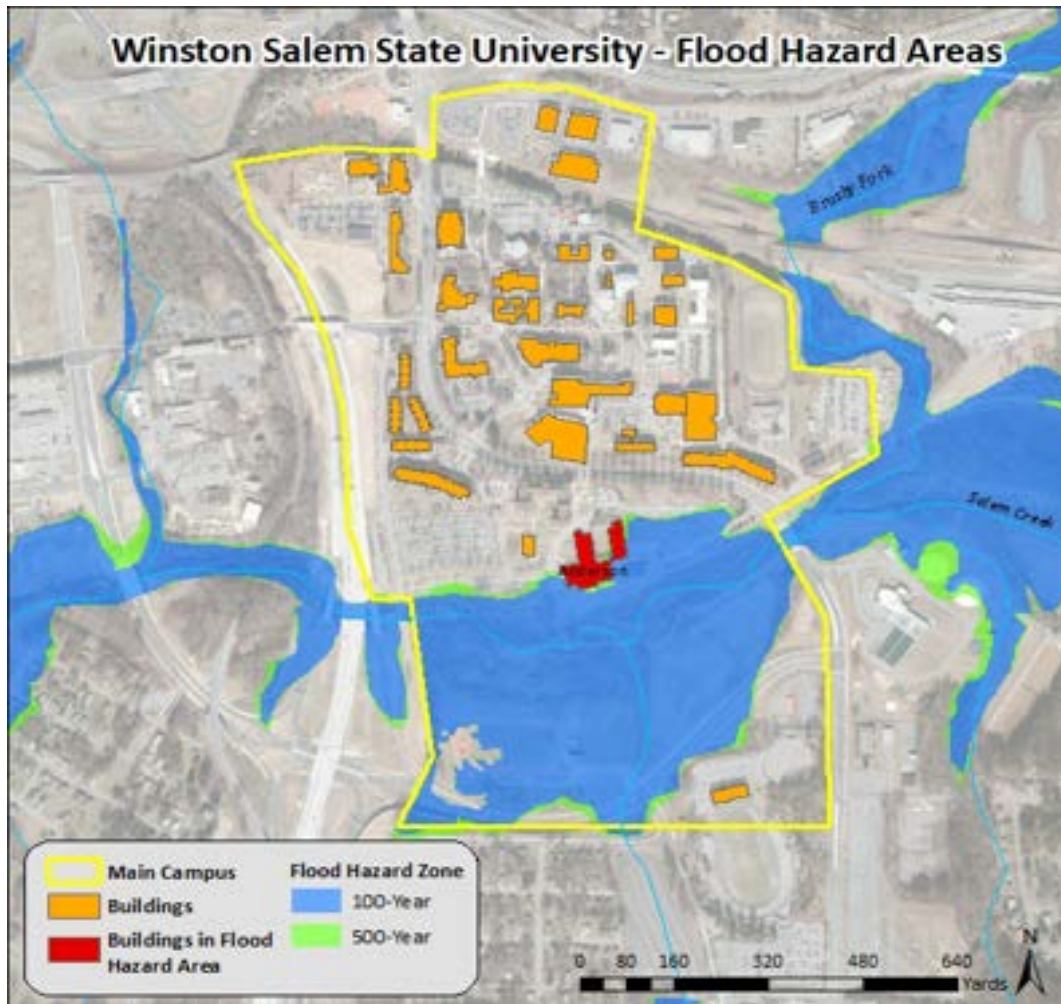 Winston Salem State University - Flood Hazard Areas
Brushy Fork
Salem Creek
Anderson
Main Campus
Buildings
Buildings in Flood
Hazard Area
Flood Hazard Zone
100-Year
500-Year
N
0 80 160 320 480 640
Yards